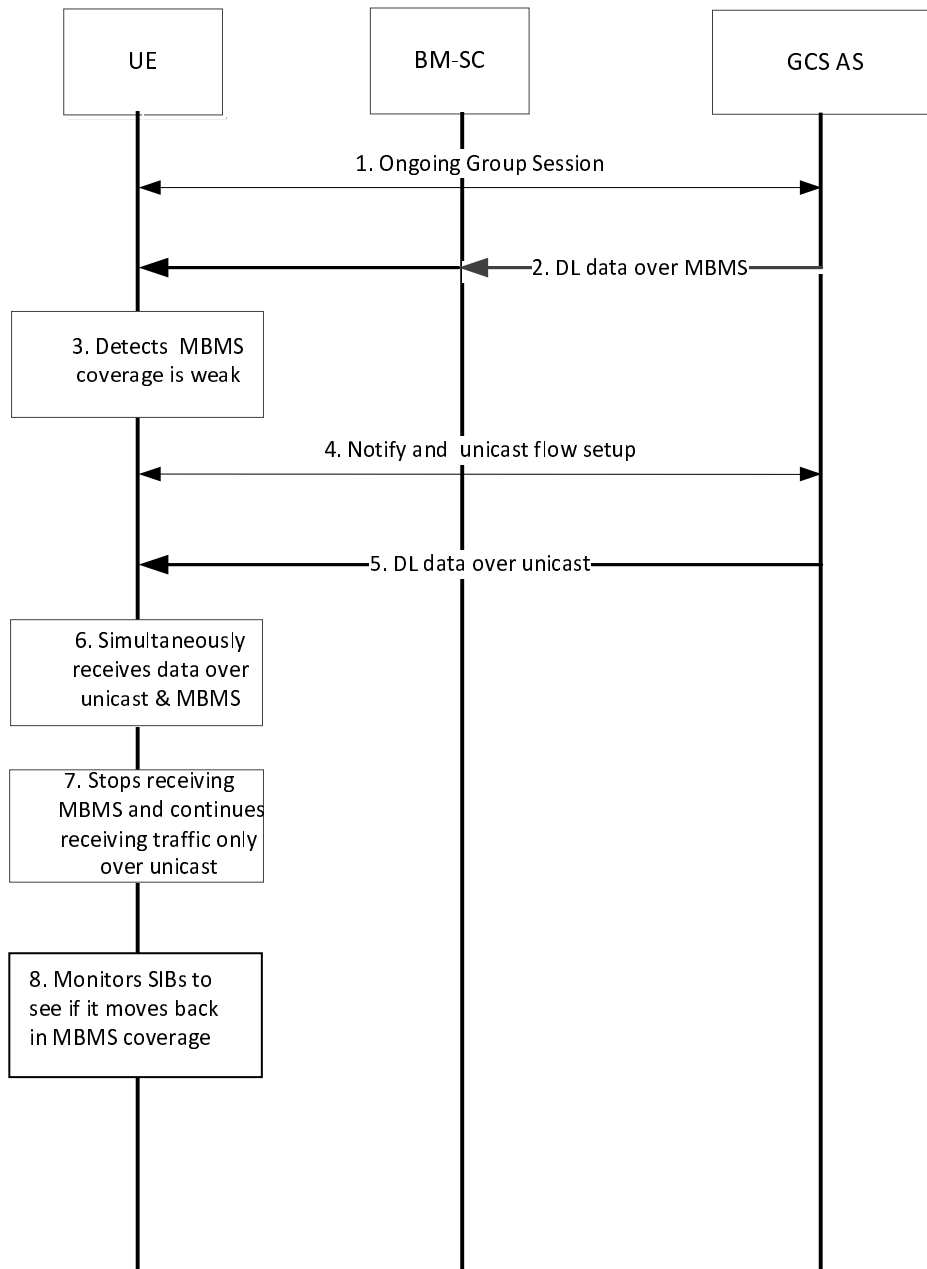 UE
BM-SC
GCS AS
1. Ongoing Group Session
2. DL data over MBMS
3. Detects MBMS
coverage is weak
4. Notify and unicast flow setup
5. DL data over unicast
6. Simultaneously
receives data over
unicast & MBMS
7. Stops receiving
MBMS and continues
receiving traffic only
over unicast
8. Monitors SIBs to
see if it moves back
in MBMS coverage